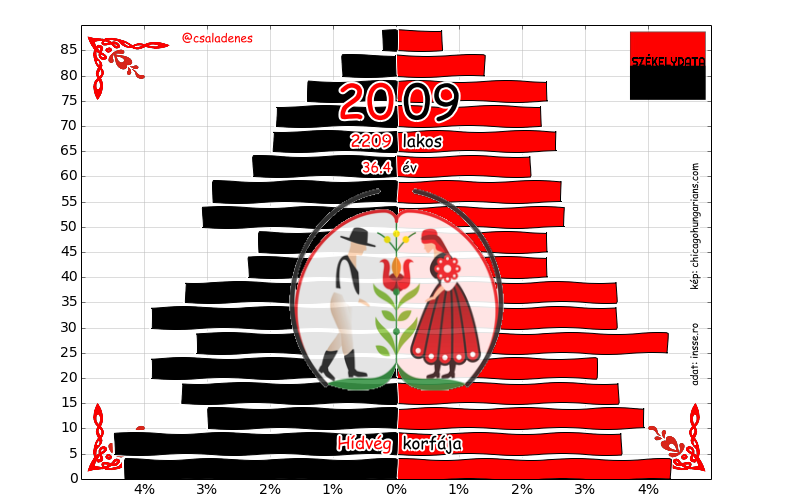 @csaladenes
SZÉKELYDATA
2009
2209 lakos
36.4 év
Hídvég korfája
kép: chicagohungarians.com
adat: insse.ro
85
80
75
70
65
60
55
50
45
40
35
30
25
20
15
10
5
0
4% 3% 2% 1% 0% 1% 2% 3% 4%